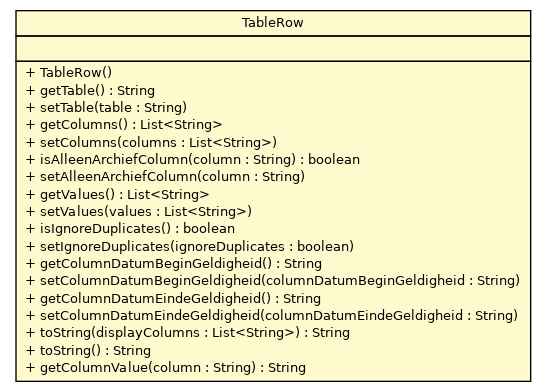 TableRow
+ TableRow()
+ getTable() : String
+ setTable(table : String)
+ getColumns() : List<String>
+ setColumns(columns : List<String>)
+ isAlleenArchiefColumn(column : String) : boolean
+ setAlleenArchiefColumn(column : String)
+ getValues() : List<String>
+ setValues(values : List<String>)
+ isIgnoreDuplicates() : boolean
+ setIgnoreDuplicates(ignoreDuplicates : boolean)
+ getColumnDatumBeginGeldigheid() : String
+ setColumnDatumBeginGeldigheid(columnDatumBeginGeldigheid : String)
+ getColumnDatumEindeGeldigheid() : String
+ setColumnDatumEindeGeldigheid(columnDatumEindeGeldigheid : String)
+ toString(displayColumns : List<String>) : String
+ toString() : String
+ getColumnValue(column : String) : String